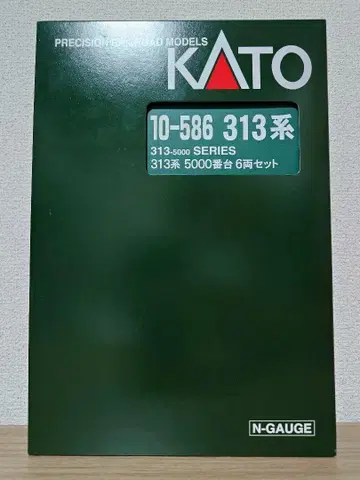 PRECISION RAILROAD MODELS
KATO
10-586 313系
313-5000 SERIES
313系 5000番台 6両セット
N-GAUGE